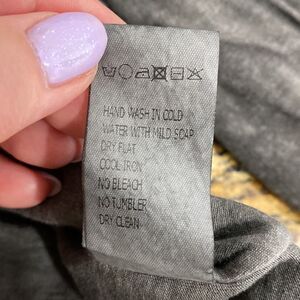 HAND WASH IN COLD
WATER WITH MILD SOAP
DRY FLAT
COOL IRON
NO BLEACH
NO TUMBLER
DRY CLEAN